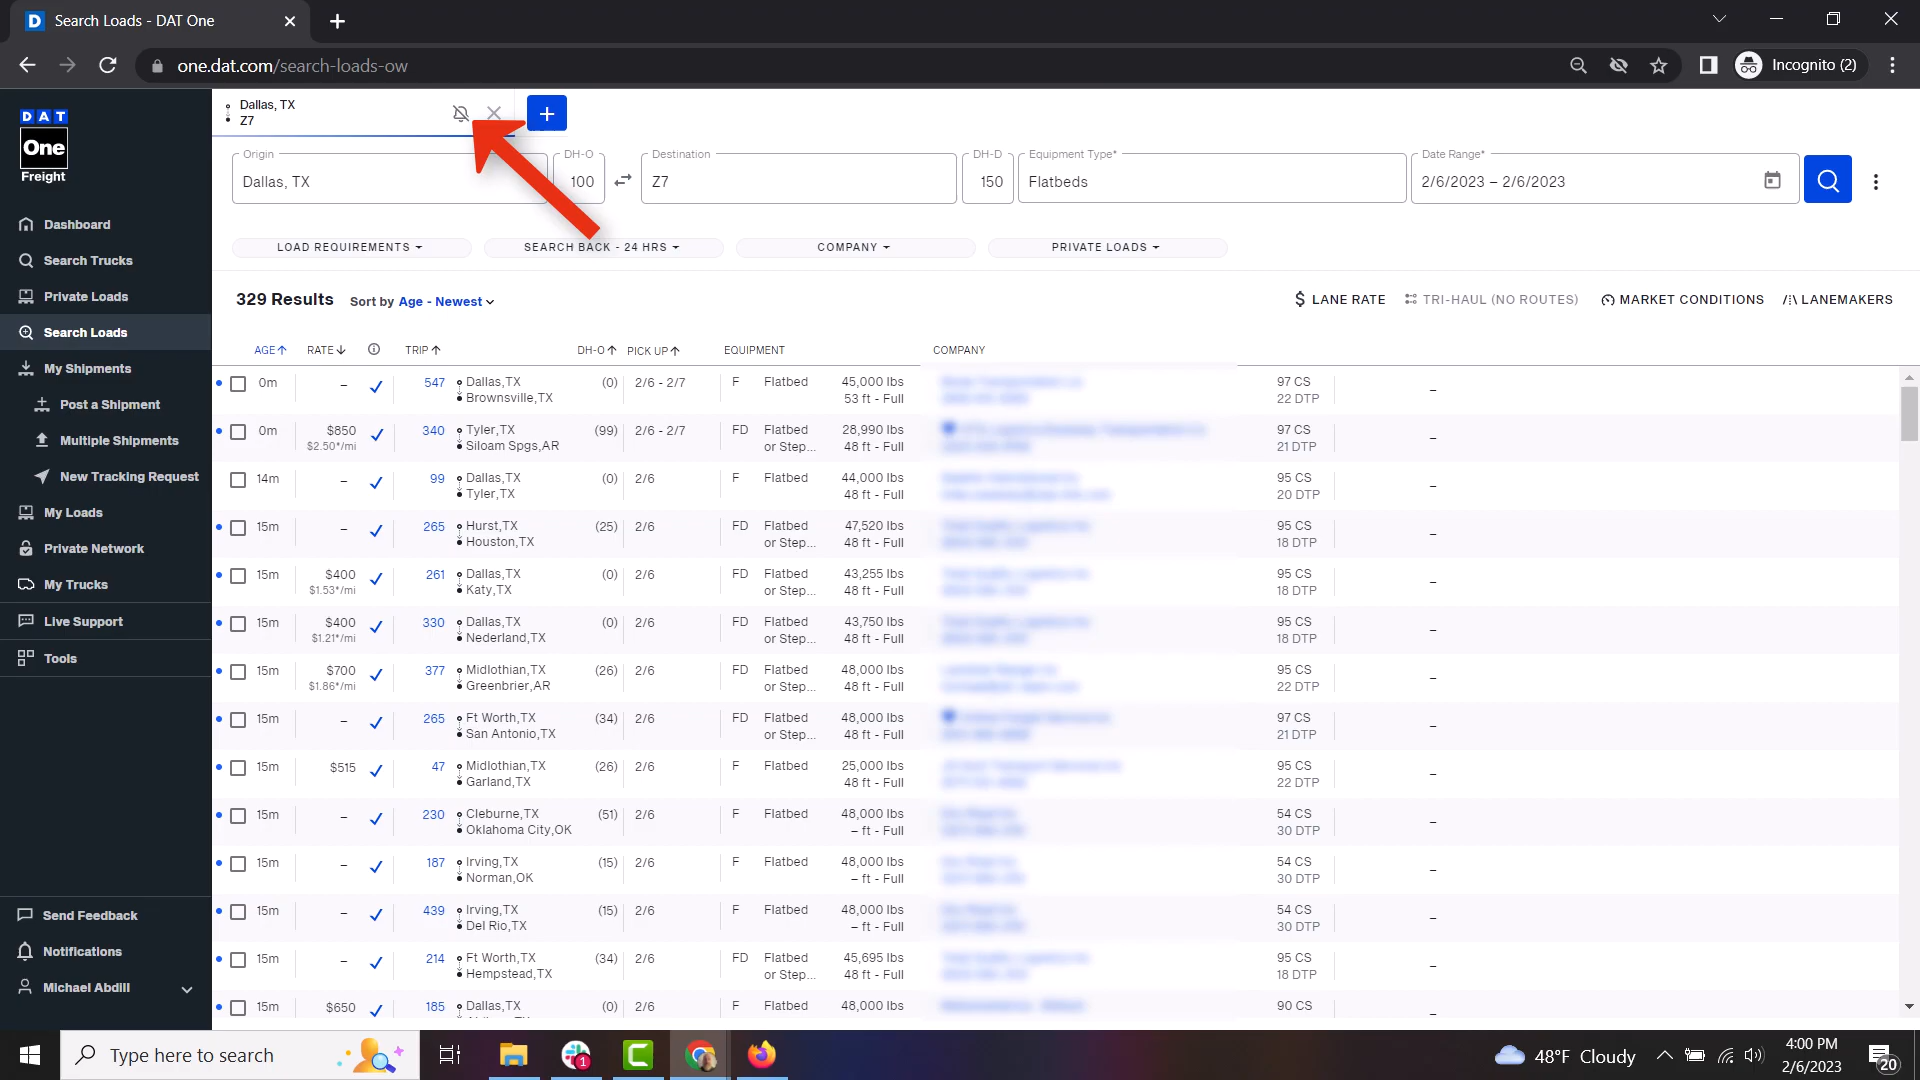 Search Loads - DAT One
one.dat.com/search-loads-ow
Incognito (2)
DAT
One
Freight
Dashboard
Search Trucks
Private Loads
Search Loads
My Shipments
Post a Shipment
Multiple Shipments
New Tracking Request
My Loads
Private Network
My Trucks
Live Support
Tools
Send Feedback
Notifications
Michael Abdill
Dallas, TX
Z7
Origin
Dallas, TX
DH-O
100
Destination
Z7
DH-D
150
Equipment Type*
Flatbeds
Date Range*
2/6/2023 – 2/6/2023
LOAD REQUIREMENTS
SEARCH BACK - 24 HRS
COMPANY
PRIVATE LOADS
329 Results Sort by Age - Newest
LANE RATE TRI-HAUL (NO ROUTES) MARKET CONDITIONS LANEMAKERS
AGE RATE TRIP DH-O PICK UP EQUIPMENT COMPANY
0m – 547 Dallas,TX (0) 2/6 - 2/7 F Flatbed 45,000 lbs 97 CS –
Brownsville,TX 53 ft - Full 22 DTP
0m $850 340 Tyler,TX (99) 2/6 - 2/7 FD Flatbed 28,990 lbs 97 CS –
$2.50*/mi Siloam Spgs,AR or Step... 48 ft - Full 21 DTP
14m – 99 Dallas,TX (0) 2/6 F Flatbed 44,000 lbs 95 CS –
Tyler,TX 48 ft - Full 20 DTP
15m – 265 Hurst,TX (25) 2/6 FD Flatbed 47,520 lbs 95 CS –
Houston,TX or Step... 48 ft - Full 18 DTP
15m $400 261 Dallas,TX (0) 2/6 FD Flatbed 43,255 lbs 95 CS –
$1.53*/mi Katy,TX or Step... 48 ft - Full 18 DTP
15m $400 330 Dallas,TX (0) 2/6 FD Flatbed 43,750 lbs 95 CS –
$1.21*/mi Nederland,TX or Step... 48 ft - Full 18 DTP
15m $700 377 Midlothian,TX (26) 2/6 FD Flatbed 48,000 lbs 95 CS –
$1.86*/mi Greenbrier,AR or Step... 48 ft - Full 22 DTP
15m – 265 Ft Worth,TX (34) 2/6 FD Flatbed 48,000 lbs 97 CS –
San Antonio,TX or Step... 48 ft - Full 21 DTP
15m $515 47 Midlothian,TX (26) 2/6 F Flatbed 25,000 lbs 95 CS –
Garland,TX 48 ft - Full 22 DTP
15m – 230 Cleburne,TX (51) 2/6 F Flatbed 48,000 lbs 54 CS –
Oklahoma City,OK – ft - Full 30 DTP
15m – 187 Irving,TX (15) 2/6 F Flatbed 48,000 lbs 54 CS –
Norman,OK – ft - Full 30 DTP
15m – 439 Irving,TX (15) 2/6 F Flatbed 48,000 lbs 54 CS –
Del Rio,TX – ft - Full 30 DTP
15m – 214 Ft Worth,TX (34) 2/6 FD Flatbed 45,695 lbs 95 CS –
Hempstead,TX or Step... 48 ft - Full 18 DTP
15m $650 185 Dallas,TX (0) 2/6 F Flatbed 48,000 lbs 90 CS –
Type here to search
1
48°F Cloudy
4:00 PM
2/6/2023
20